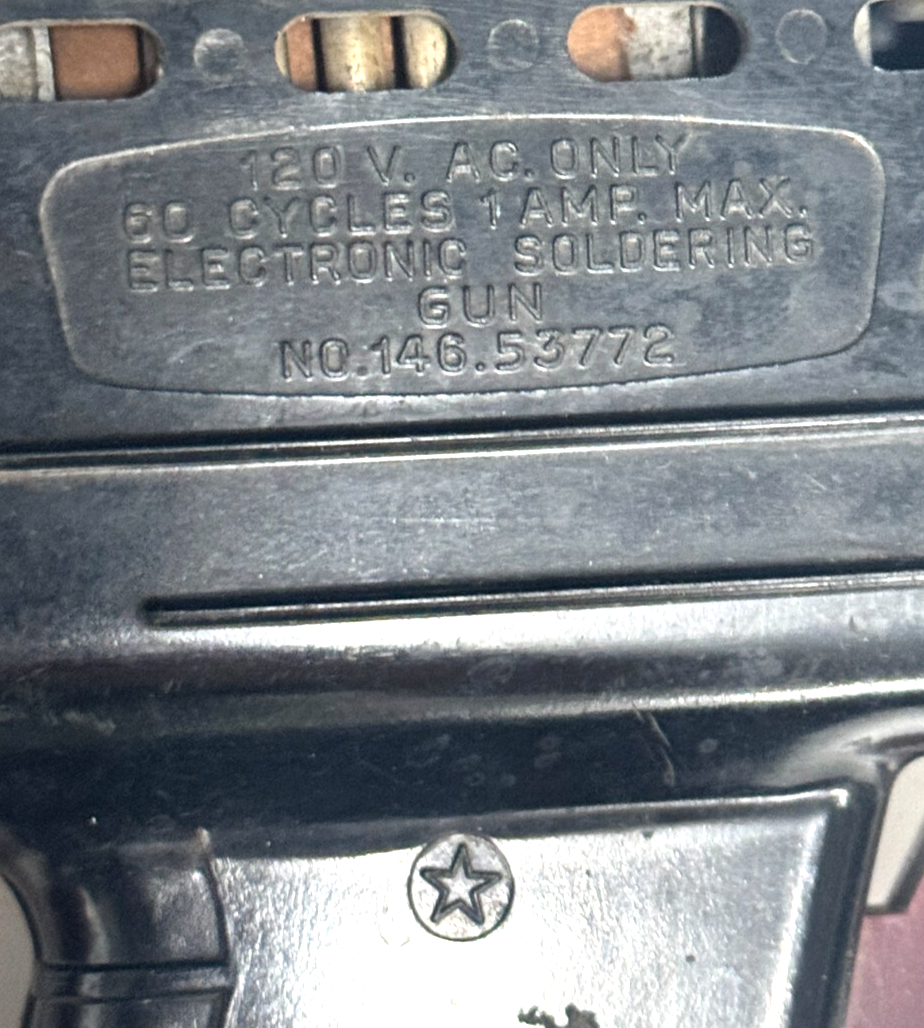 120 V. AC. ONLY
60 CYCLES 1 AMP. MAX.
ELECTRONIC SOLDERING
GUN
NO.146.53772